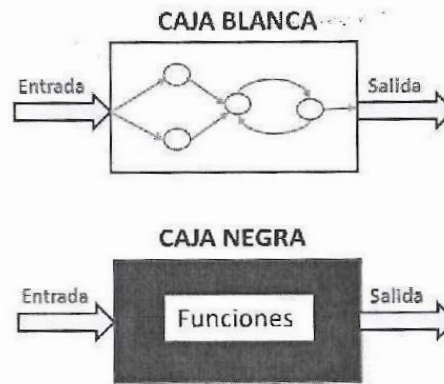 CAJA BLANCA
Entrada
Salida
CAJA NEGRA
Entrada
Funciones
Salida